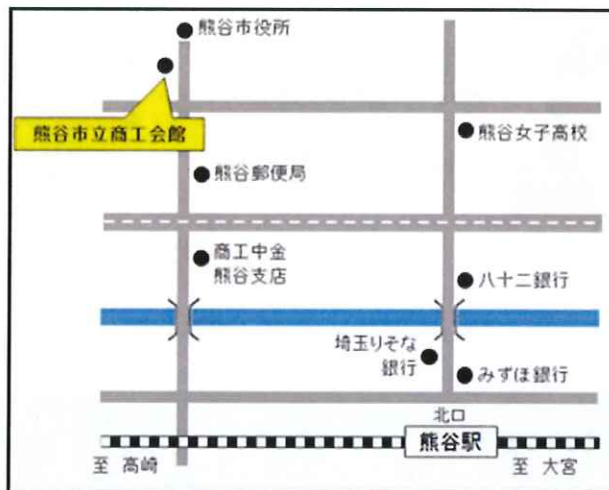 熊谷市役所
熊谷市立商工会館
熊谷女子高校
熊谷郵便局
商工中金
熊谷支店
八十二銀行
埼玉りそな
銀行
みずほ銀行
北口
熊谷駅
至 高崎
至 大宮